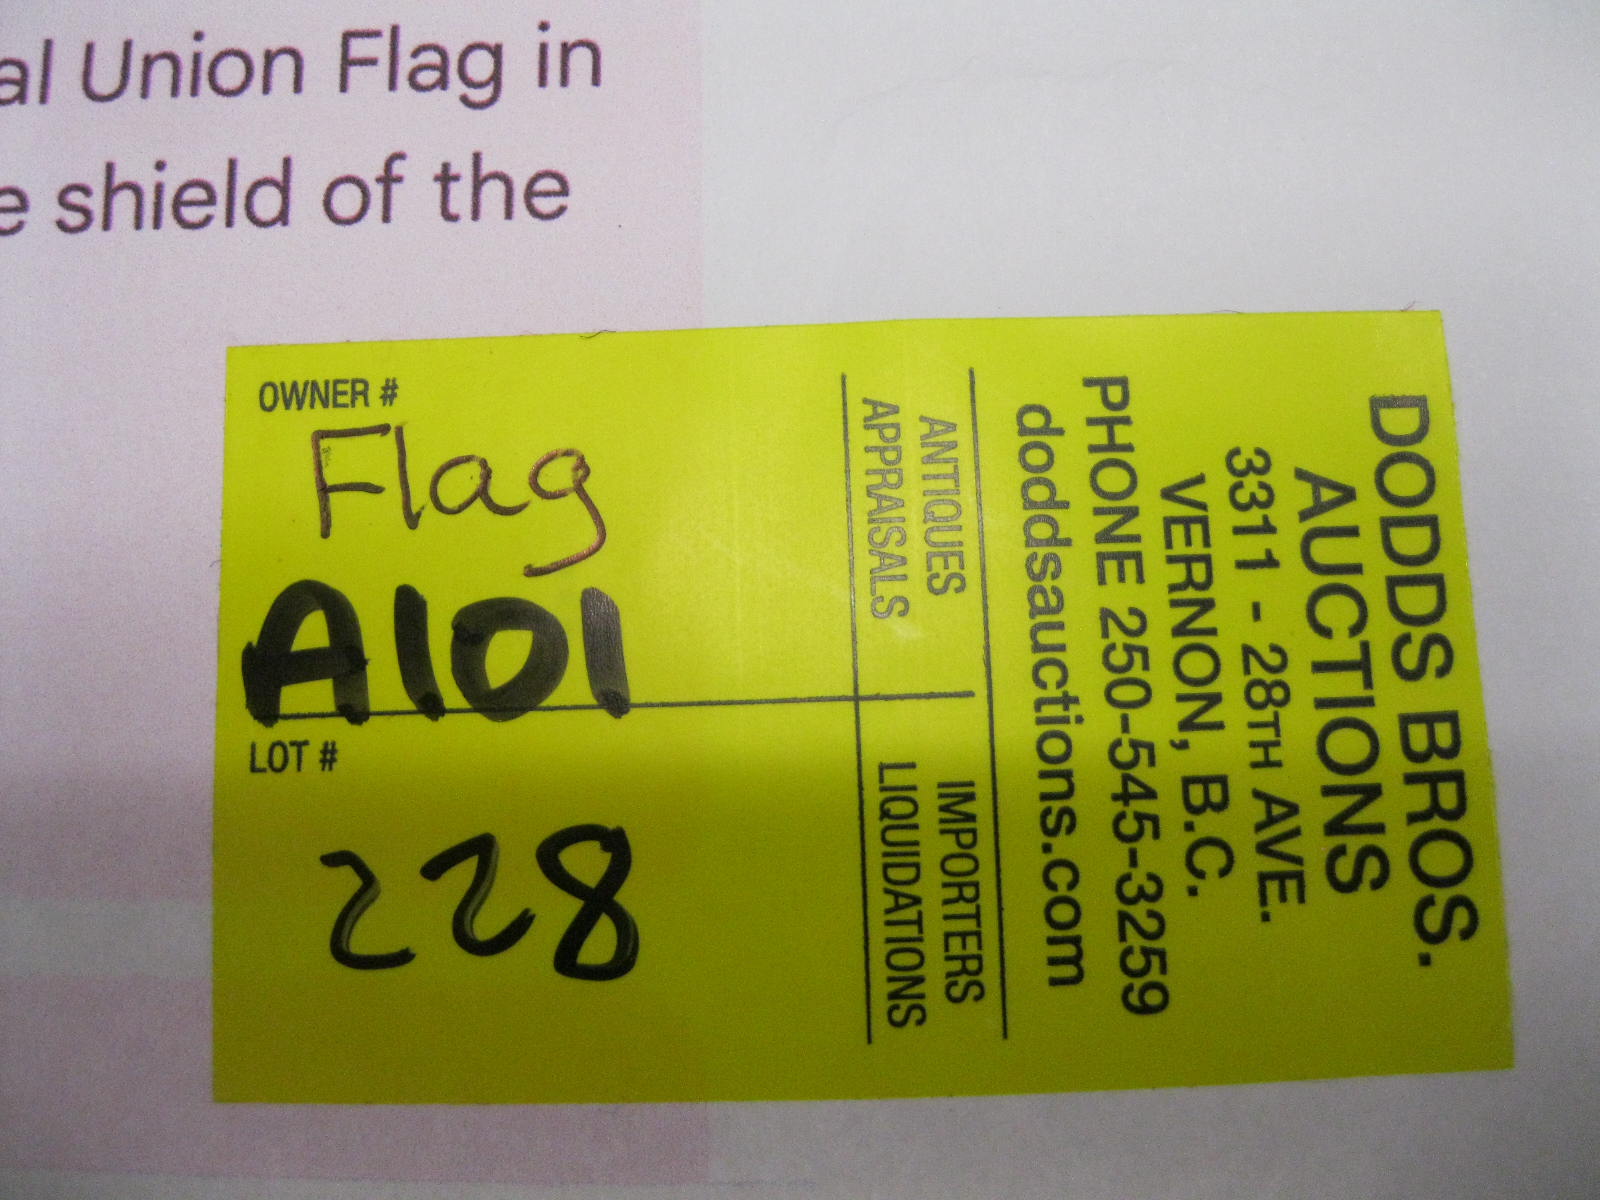 al Union Flag in
e shield of the
OWNER #
Flag
A101
LOT #
228
DODDS BROS.
AUCTIONS
3311 - 28TH AVE.
VERNON, B.C.
PHONE 250-545-3259
doddsauctions.com
ANTIQUES
APPRAISALS
IMPORTERS
LIQUIDATIONS